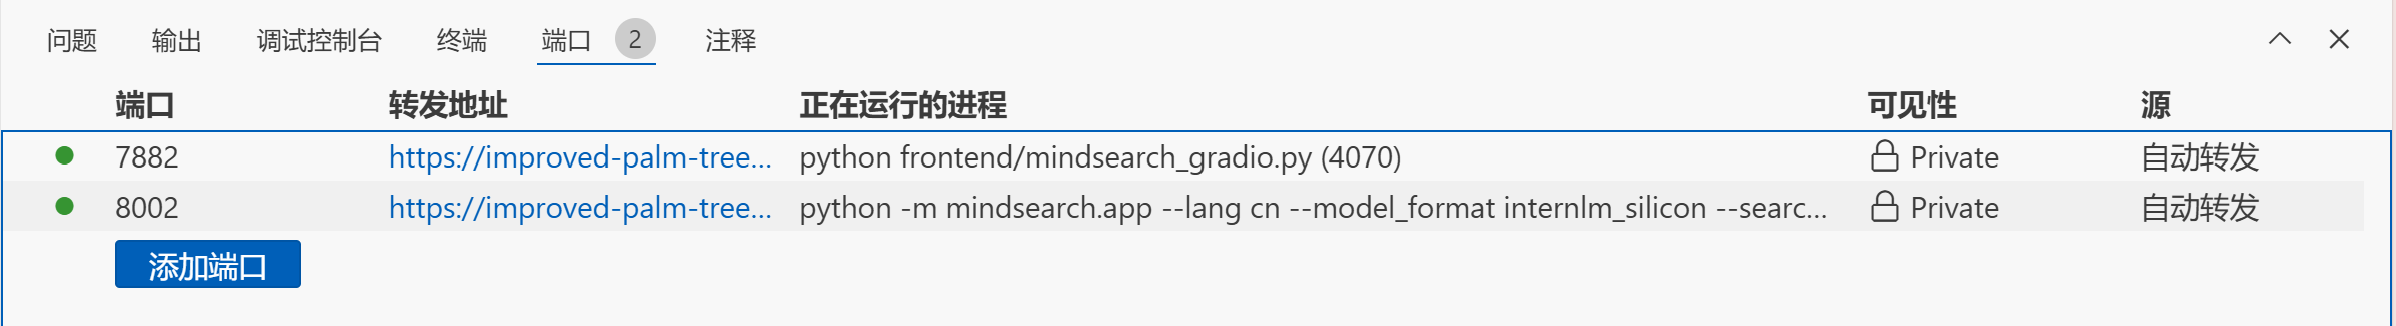 问题 输出 调试控制台 终端 端口 2 注释
端口 转发地址 正在运行的进程 可见性 源
7882 https://improved-palm-tree... python frontend/mindsearch_gradio.py (4070) Private 自动转发
8002 https://improved-palm-tree... python -m mindsearch.app --lang cn --model_format internlm_silicon --searc... Private 自动转发
添加端口